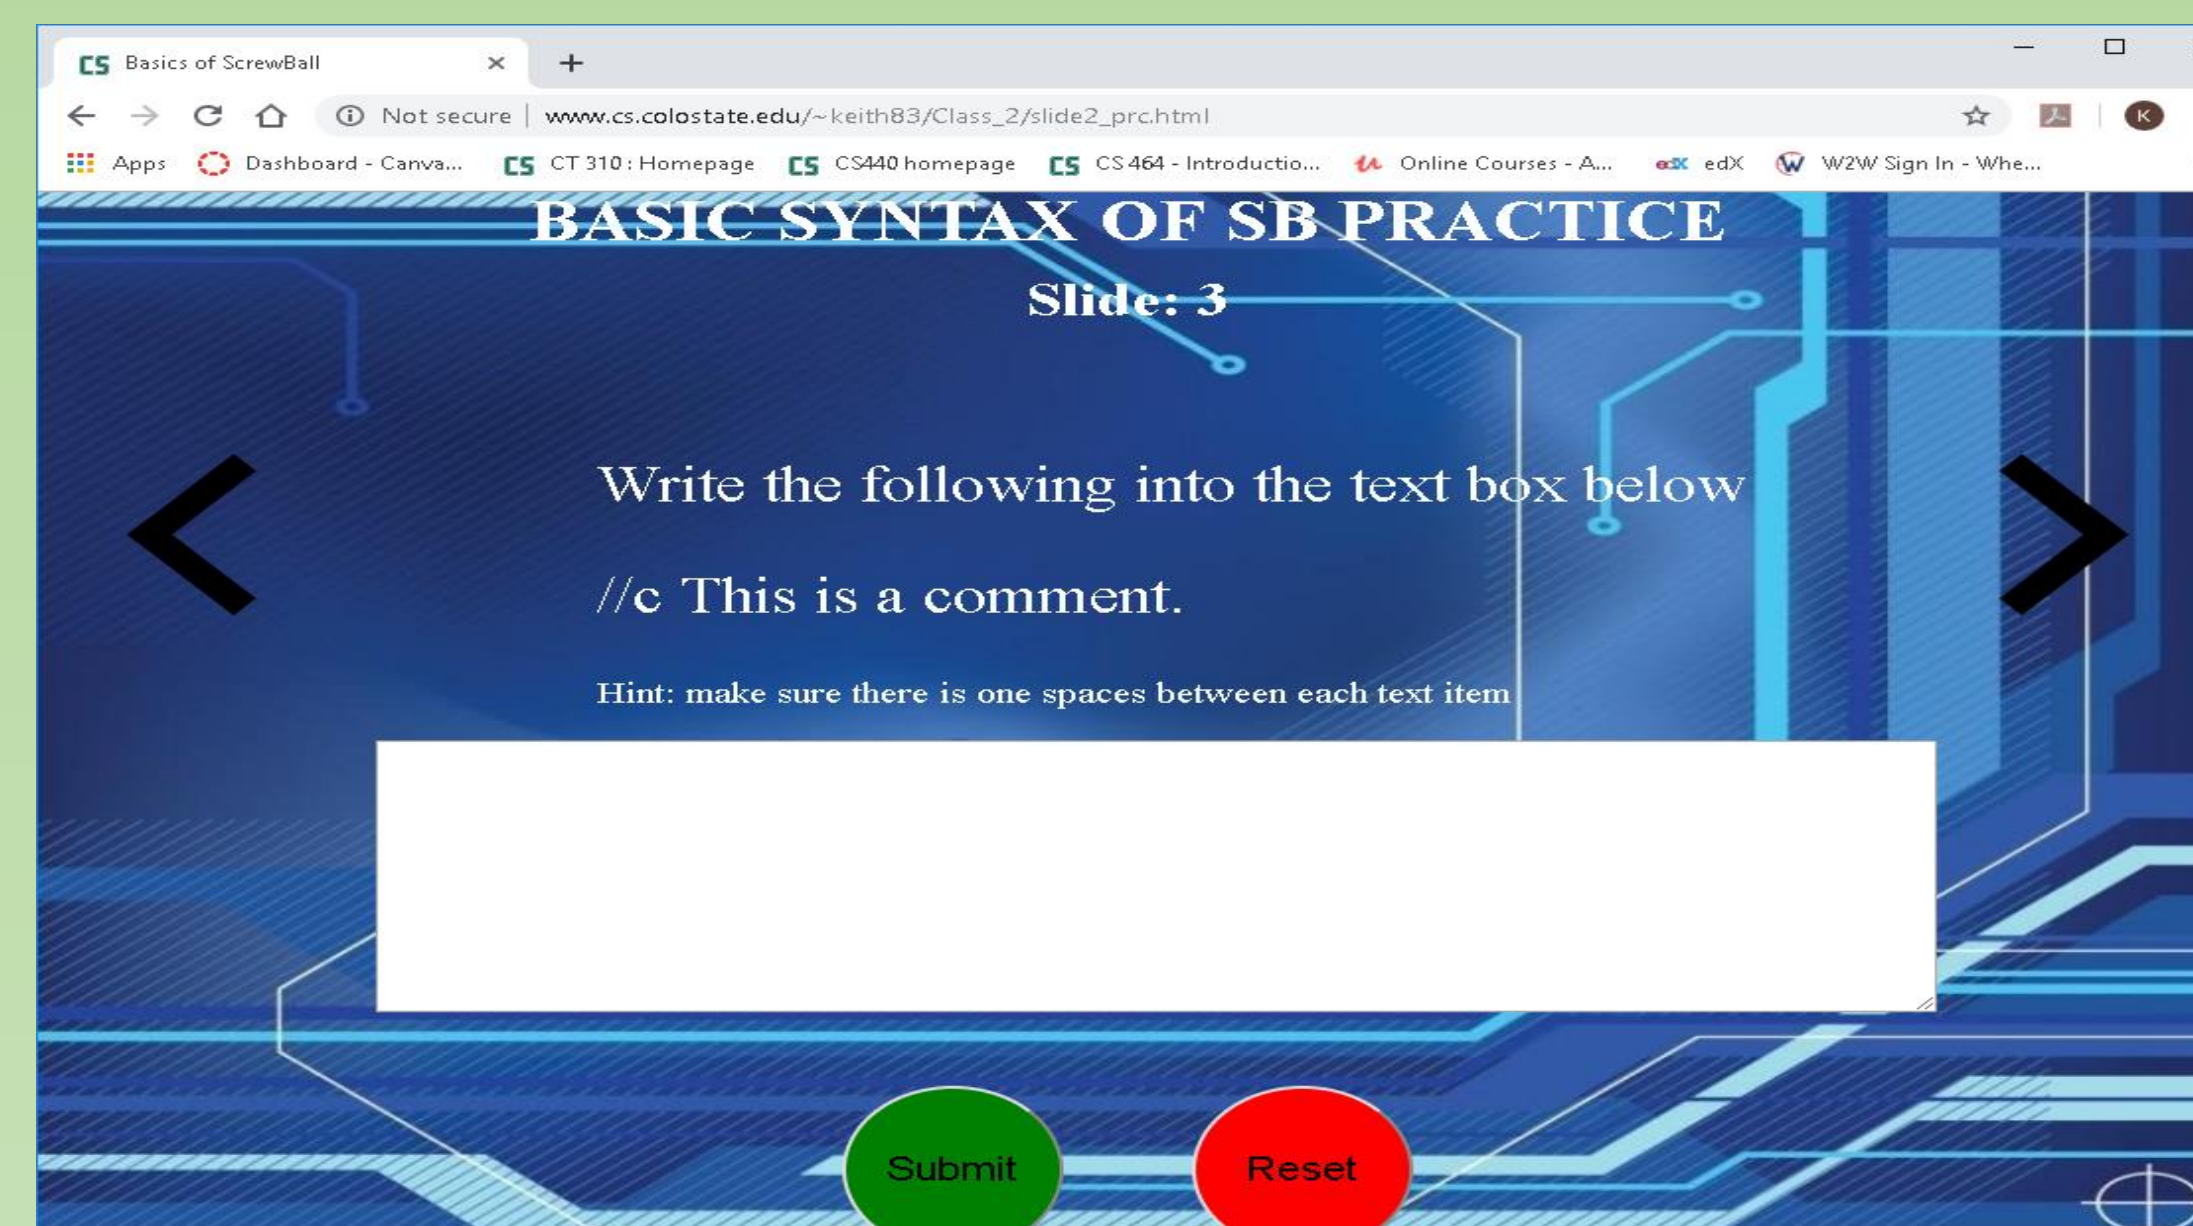 CS Basics of ScrewBall
Not secure | www.cs.colostate.edu/~keith83/Class_2/slide2_prc.html K
Apps Dashboard - Canva... CS CT 310 : Homepage CS CS440 homepage CS CS 464 - Introductio... Online Courses - A... edX edX W W2W Sign In - Whe...
BASIC SYNTAX OF SB PRACTICE
Slide: 3
Write the following into the text box below
//c This is a comment.
Hint: make sure there is one spaces between each text item
Submit Reset